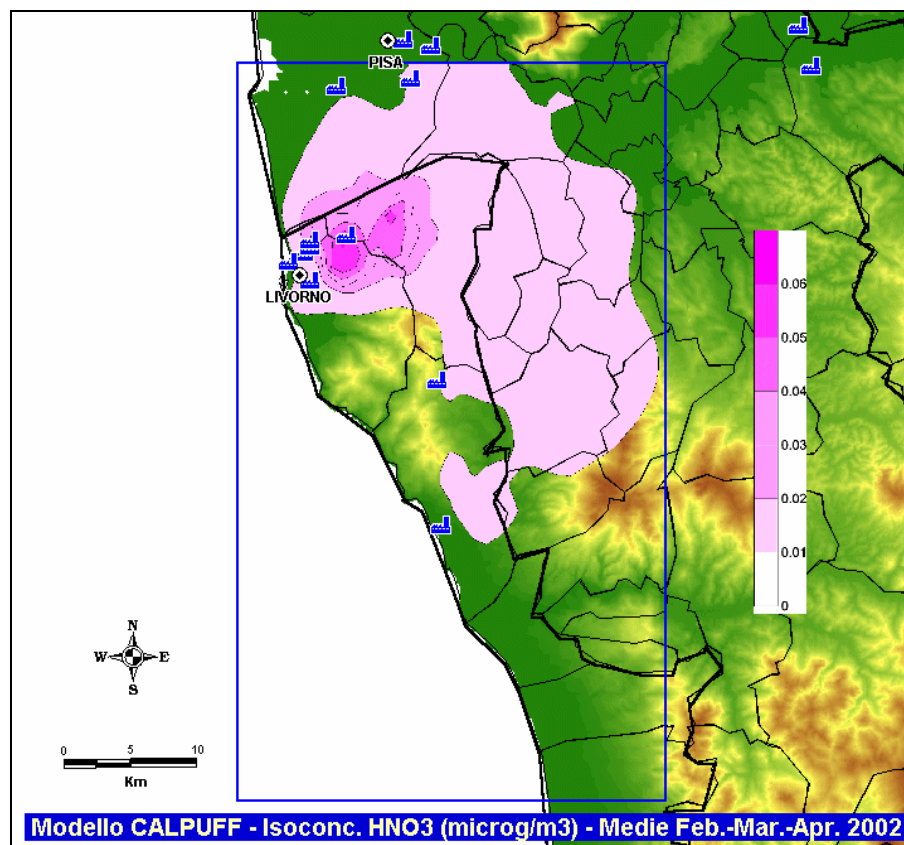 PISA
LIVORNO
0.06
0.05
0.04
0.03
0.02
0.01
0
N
W E
S
0 5 10
Km
Modello CALPUFF - Isoconc. HNO3 (microg/m3) - Medie Feb.-Mar.-Apr. 2002